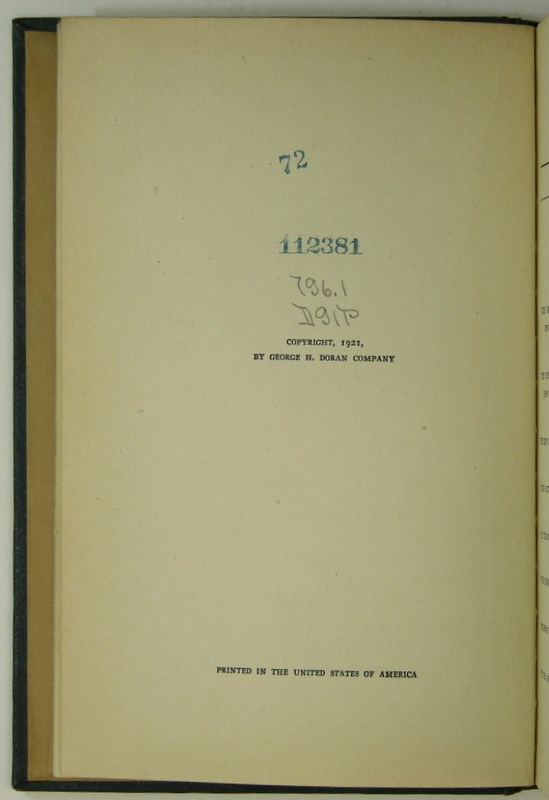 72
112381
796.1
D91P
COPYRIGHT, 1921,
BY GEORGE H. DORAN COMPANY
PRINTED IN THE UNITED STATES OF AMERICA